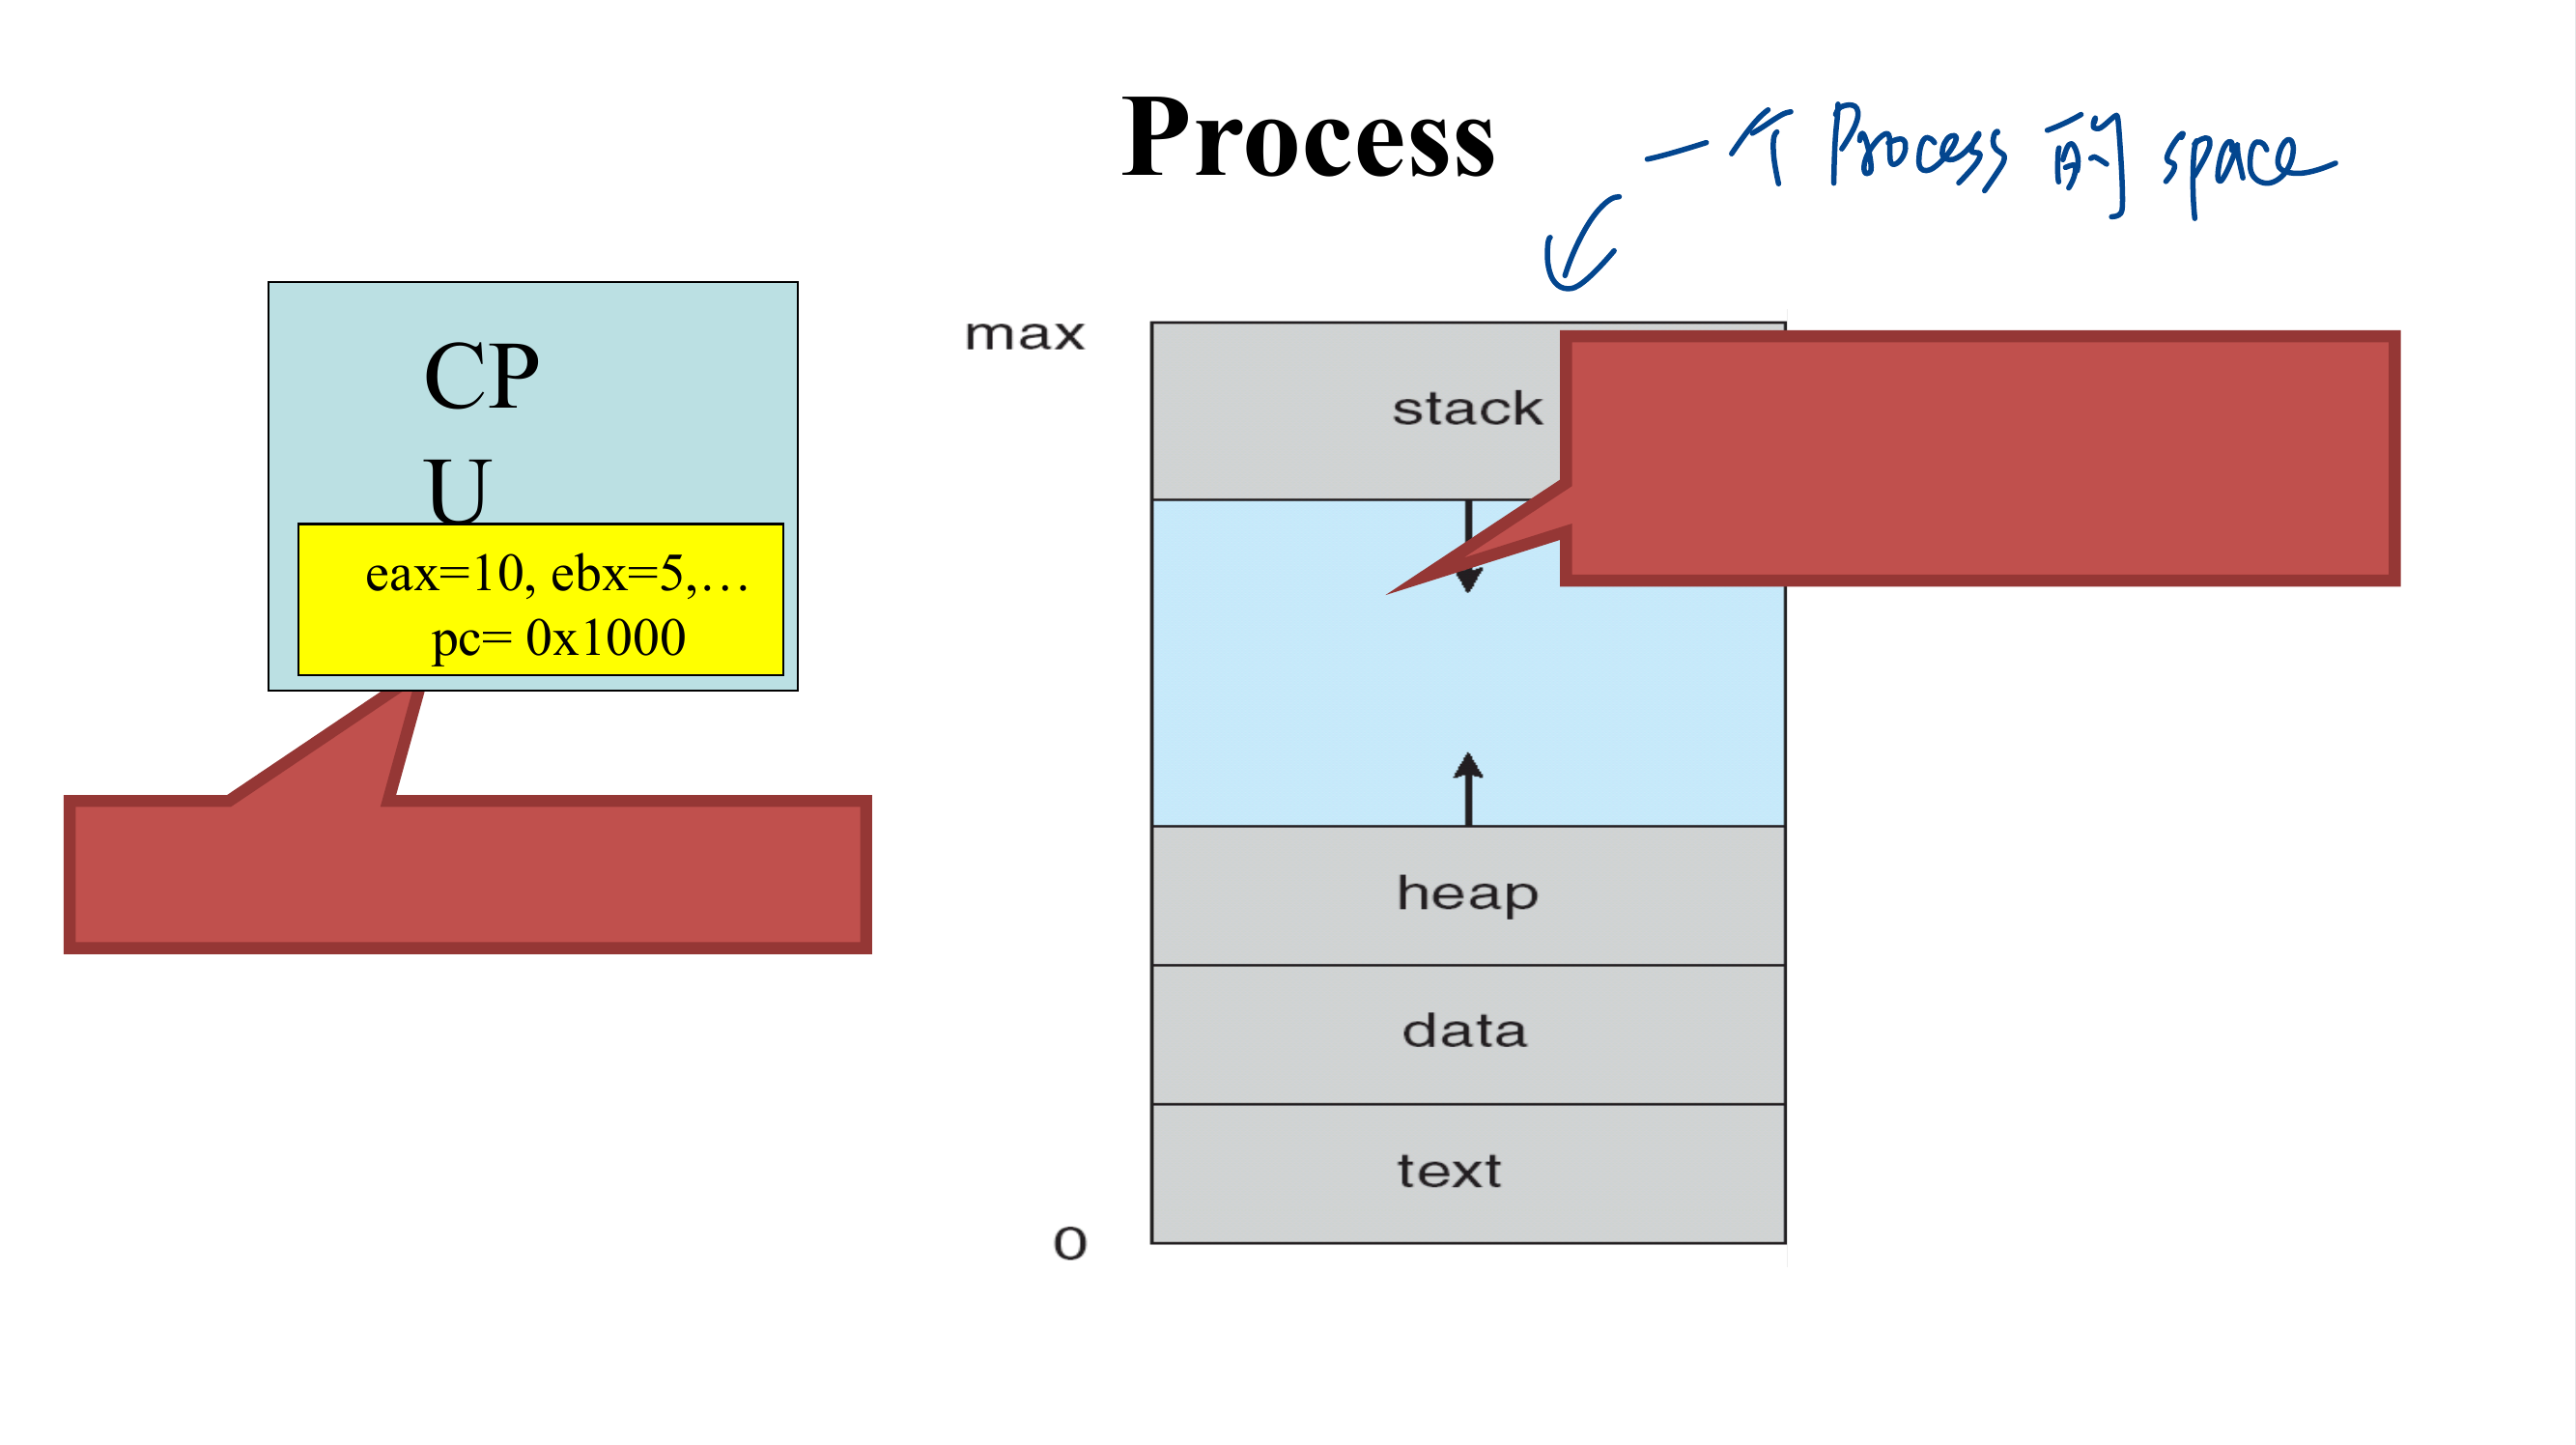 Process
一个 Process 的 space
CP
U
eax=10, ebx=5,…
pc= 0x1000
max
stack
heap
data
text
0